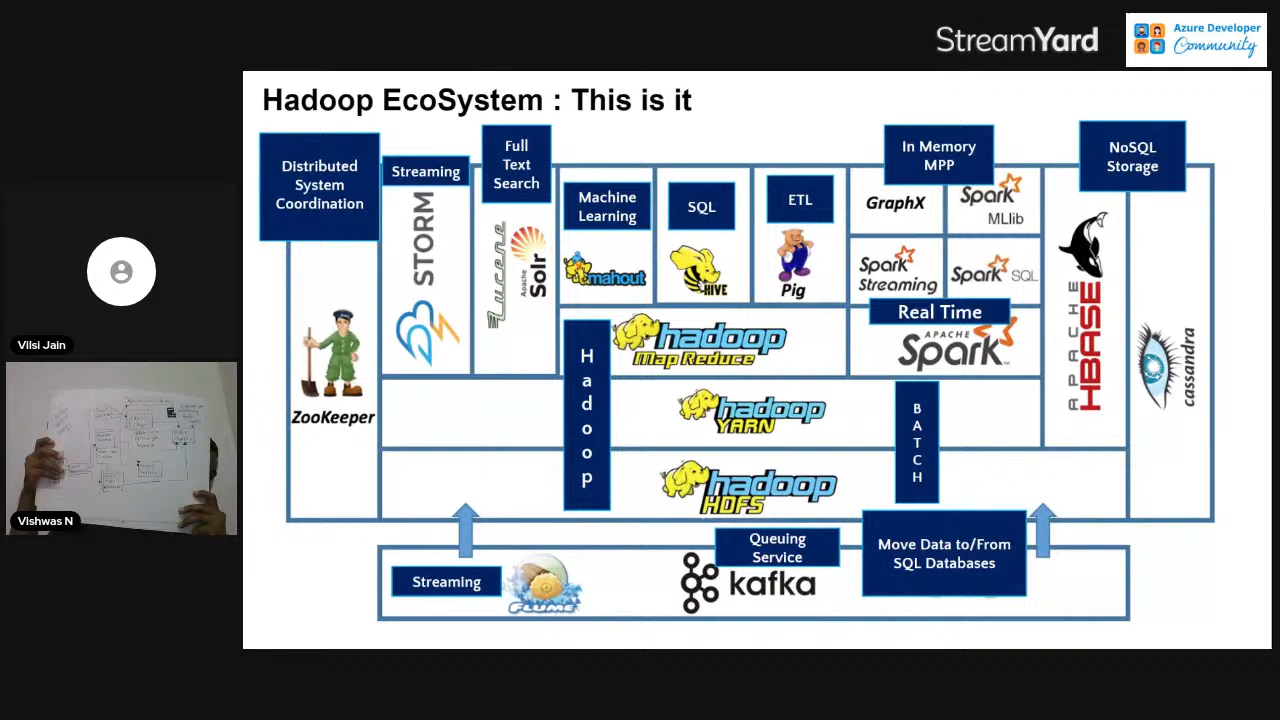 StreamYard
Azure Developer
Community
Hadoop EcoSystem : This is it
Distributed
System
Coordination
Streaming
Full
Text
Search
Machine
Learning
SQL
ETL
In Memory
MPP
NoSQL
Storage
ZooKeeper
STORM
Lucene
Apache
Solr
mahout
HIVE
Pig
GraphX
Spark
MLlib
Spark
Streaming
Spark SQL
Real Time
APACHE
Spark
APACHE
HBASE
cassandra
Hadoop
hadoop
Map Reduce
hadoop
YARN
BATCH
hadoop
HDFS
Streaming
FLUME
Queuing
Service
kafka
Move Data to/From
SQL Databases
Vilsi Jain
Vishwas N